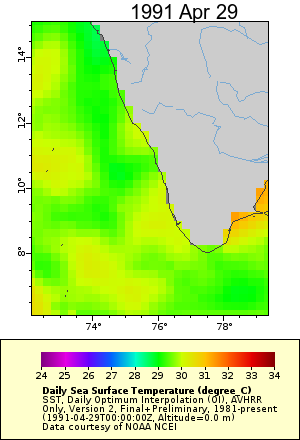 1991 Apr 29
14°
12°
10°
8°
74° 76° 78°
24 25 26 27 28 29 30 31 32 33 34
Daily Sea Surface Temperature (degree_C)
SST, Daily Optimum Interpolation (OI), AVHRR
Only, Version 2, Final+Preliminary, 1981-present
(1991-04-29T00:00:00Z, Altitude=0.0 m)
Data courtesy of NOAA NCEI